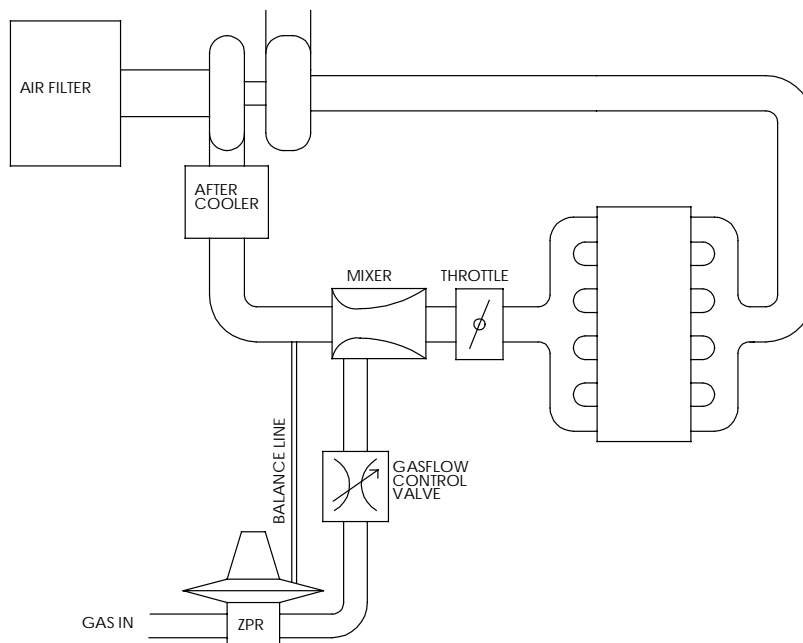 AIR FILTER
AFTER
COOLER
MIXER
THROTTLE
BALANCE LINE
GASFLOW
CONTROL
VALVE
GAS IN
ZPR